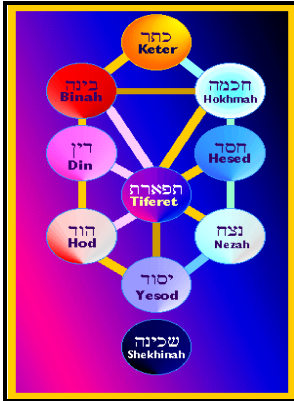 כתר
Keter
בינה
Binah
חכמה
Hokhmah
דין
Din
חסד
Hesed
תפארת
Tiferet
הוד
Hod
נצח
Nezah
יסוד
Yesod
שכינה
Shekhinah